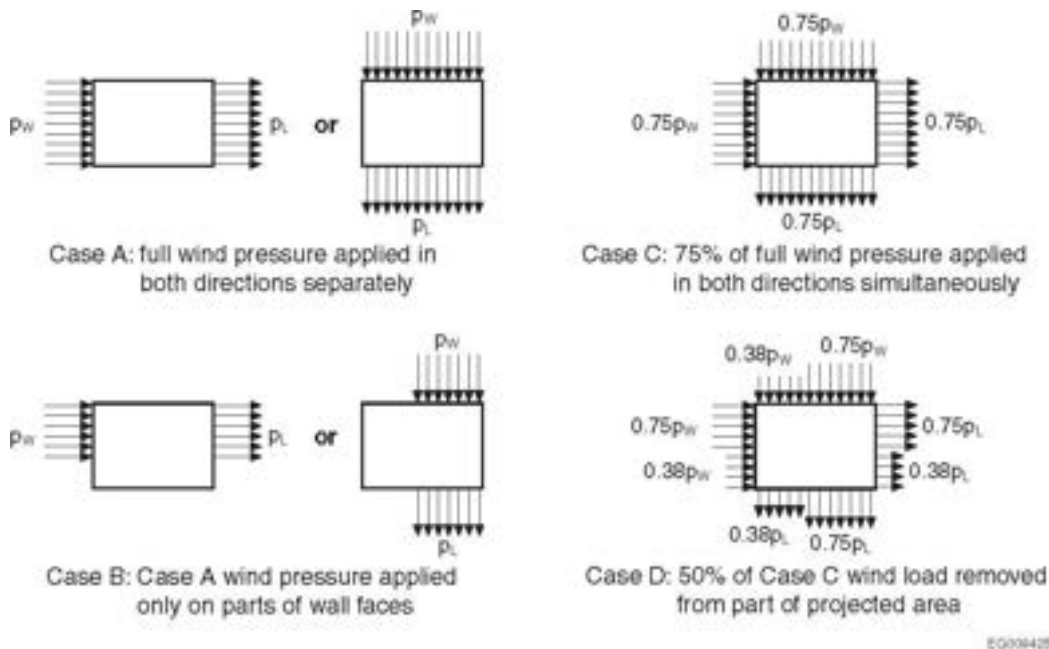 pW
pW
pL
or
pL
Case A: full wind pressure applied in
both directions separately
0.75pW
0.75pW
0.75pL
0.75pL
Case C: 75% of full wind pressure applied
in both directions simultaneously
pW
pW
pL
or
pL
Case B: Case A wind pressure applied
only on parts of wall faces
0.38pW
0.75pW
0.75pW
0.75pL
0.38pW
0.38pL
0.38pL
0.75pL
Case D: 50% of Case C wind load removed
from part of projected area